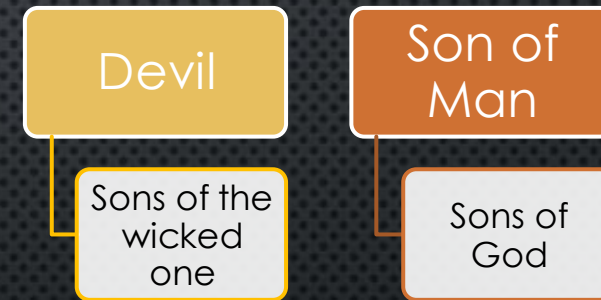 Devil
Sons of the
wicked
one
Son of
Man
Sons of
God